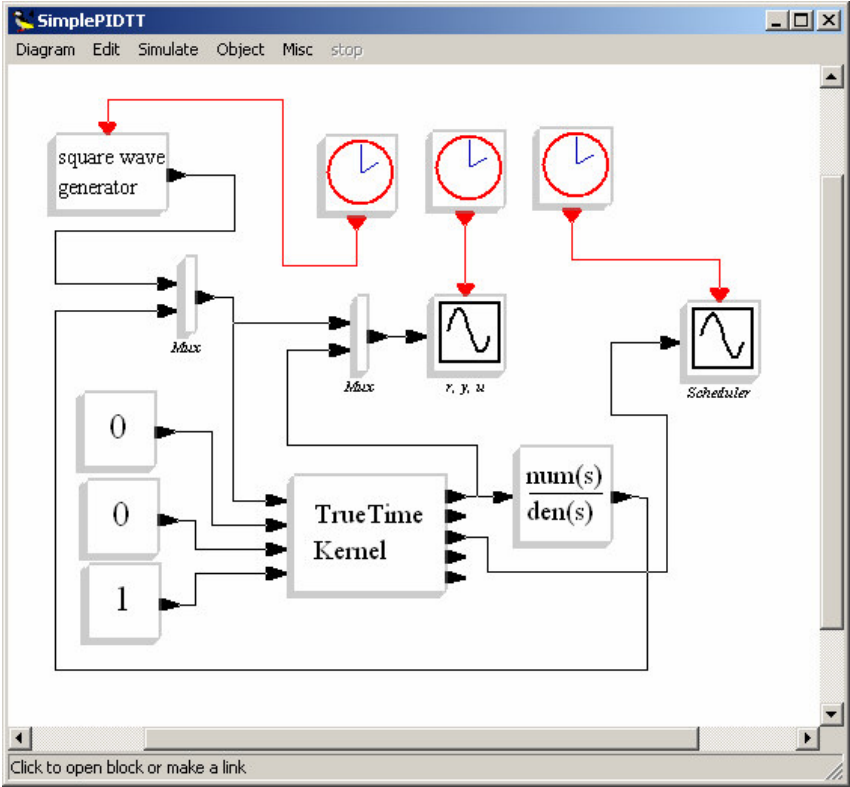 SimplePIDTT
Diagram Edit Simulate Object Misc stop
square wave
generator
Mux
Mux
r, y, u
Scheduler
0
0
1
TrueTime
Kernel
num(s)
den(s)
Click to open block or make a link